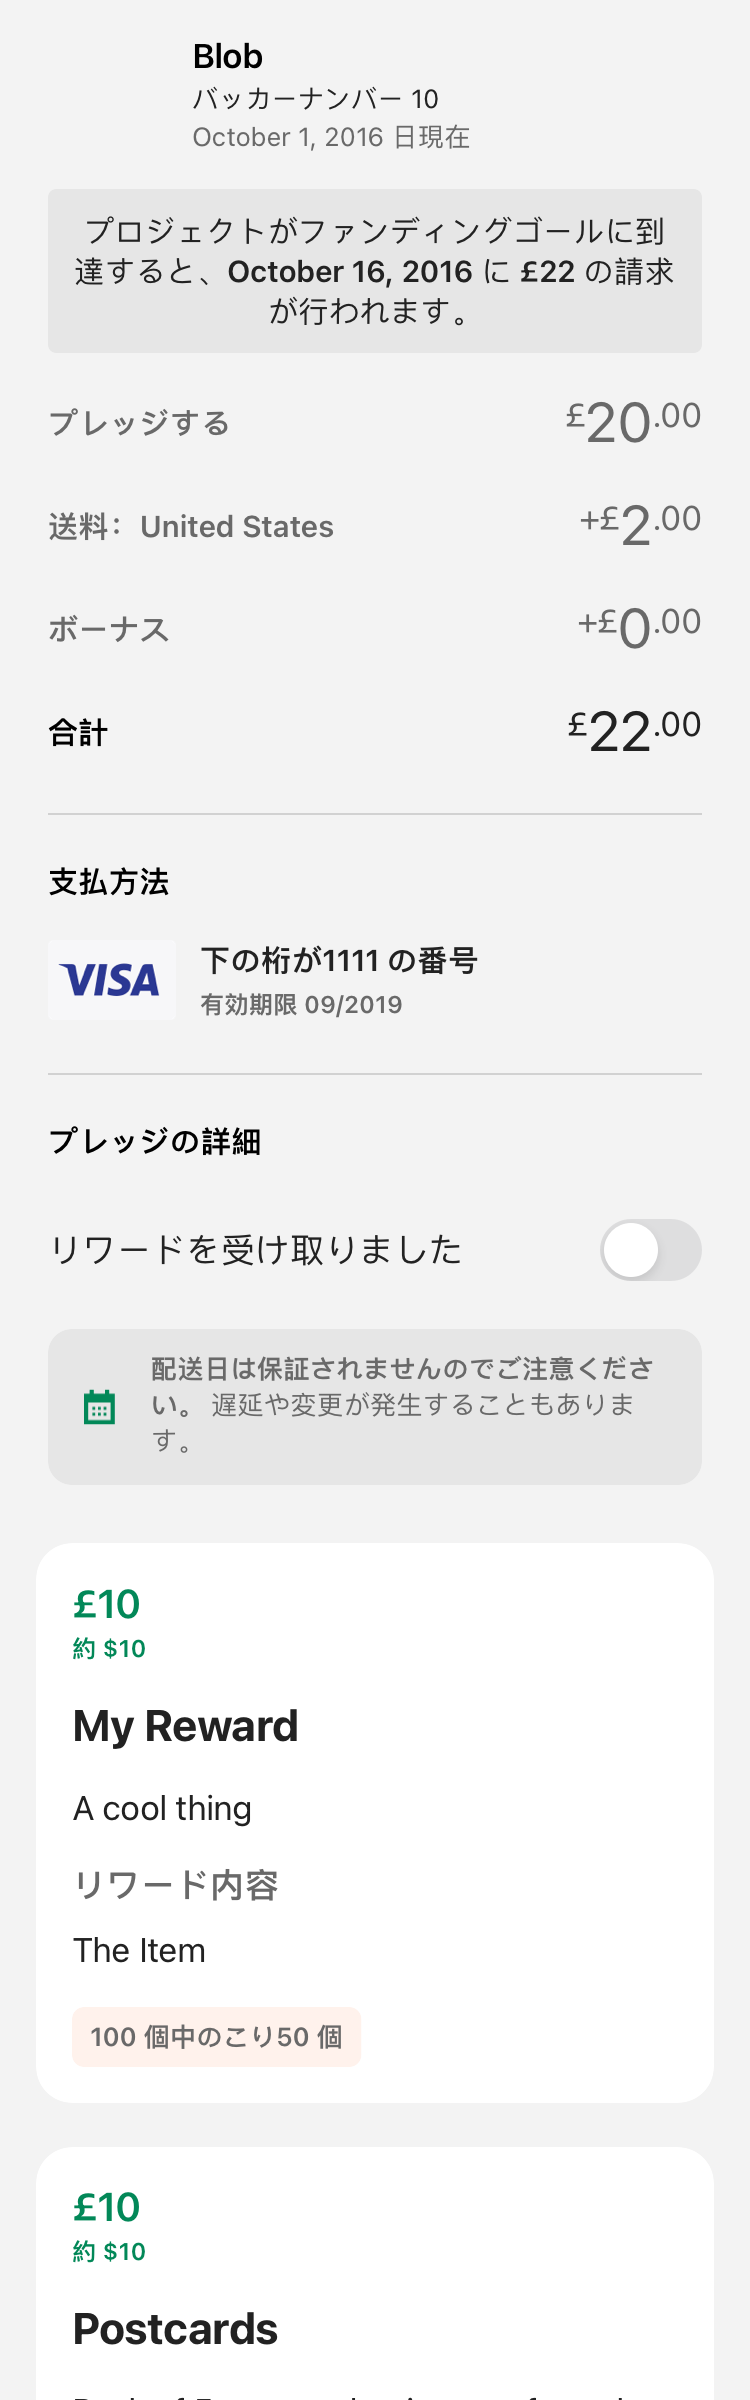 Blob
バッカーナンバー 10
October 1, 2016 日現在
プロジェクトがファンディングゴールに到
達すると、October 16, 2016 に £22 の請求
が行われます。
プレッジする £20.00
送料： United States +£2.00
ボーナス +£0.00
合計 £22.00
支払方法
VISA
下の桁が1111 の番号
有効期限 09/2019
プレッジの詳細
リワードを受け取りました
配送日は保証されませんのでご注意くださ
い。 遅延や変更が発生することもありま
す。
£10
約 $10
My Reward
A cool thing
リワード内容
The Item
100 個中のこり50 個
£10
約 $10
Postcards